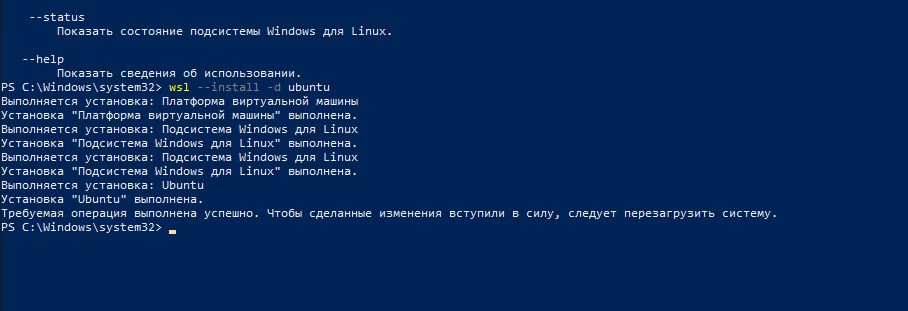 --status
Показать состояние подсистемы Windows для Linux.
--help
Показать сведения об использовании.
PS C:\Windows\system32> wsl --install -d ubuntu
Выполняется установка: Платформа виртуальной машины
Установка "Платформа виртуальной машины" выполнена.
Выполняется установка: Подсистема Windows для Linux
Установка "Подсистема Windows для Linux" выполнена.
Выполняется установка: Подсистема Windows для Linux
Установка "Подсистема Windows для Linux" выполнена.
Выполняется установка: Ubuntu
Установка "Ubuntu" выполнена.
Требуемая операция выполнена успешно. Чтобы сделанные изменения вступили в силу, следует перезагрузить систему.
PS C:\Windows\system32>